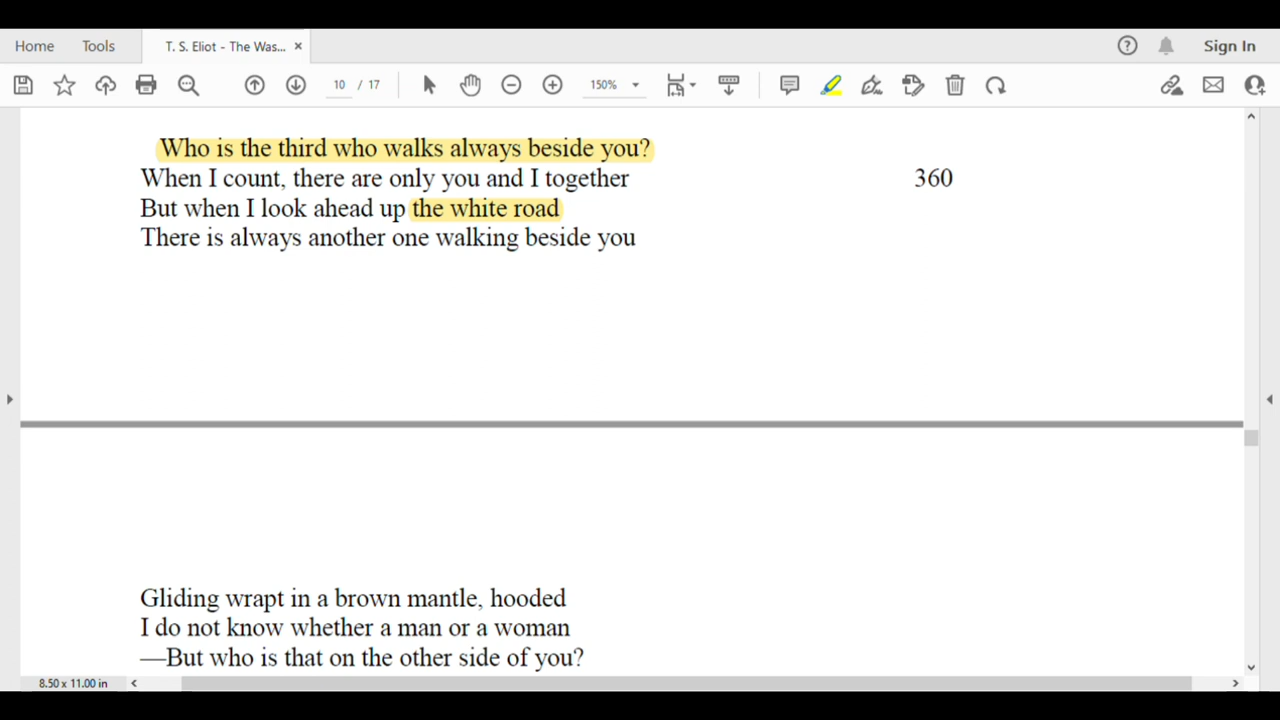 Home Tools T. S. Eliot - The Was... × Sign In
10 / 17 150%
Who is the third who walks always beside you?
When I count, there are only you and I together 360
But when I look ahead up the white road
There is always another one walking beside you
Gliding wrapt in a brown mantle, hooded
I do not know whether a man or a woman
—But who is that on the other side of you?
8.50 x 11.00 in